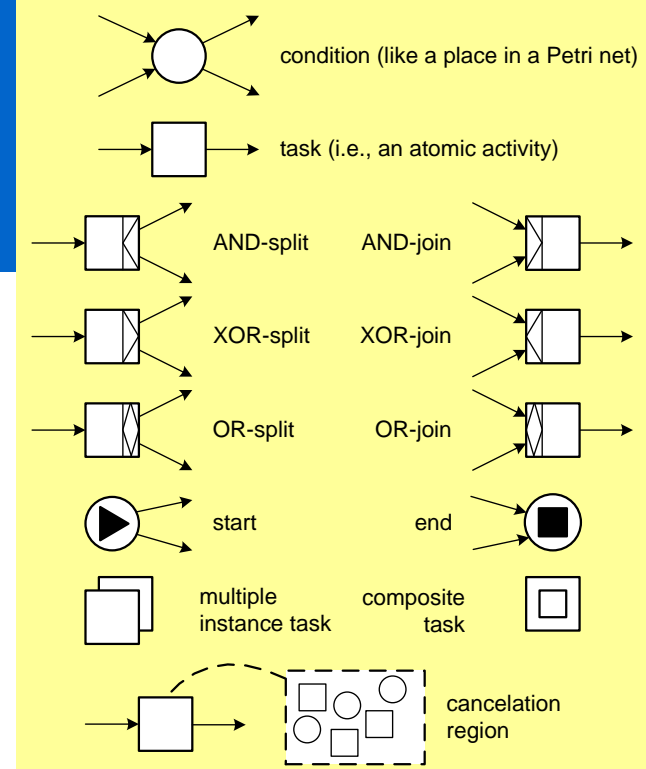 condition (like a place in a Petri net)
task (i.e., an atomic activity)
AND-split
AND-join
XOR-split
XOR-join
OR-split
OR-join
start
end
multiple
instance task
composite
task
cancelation
region